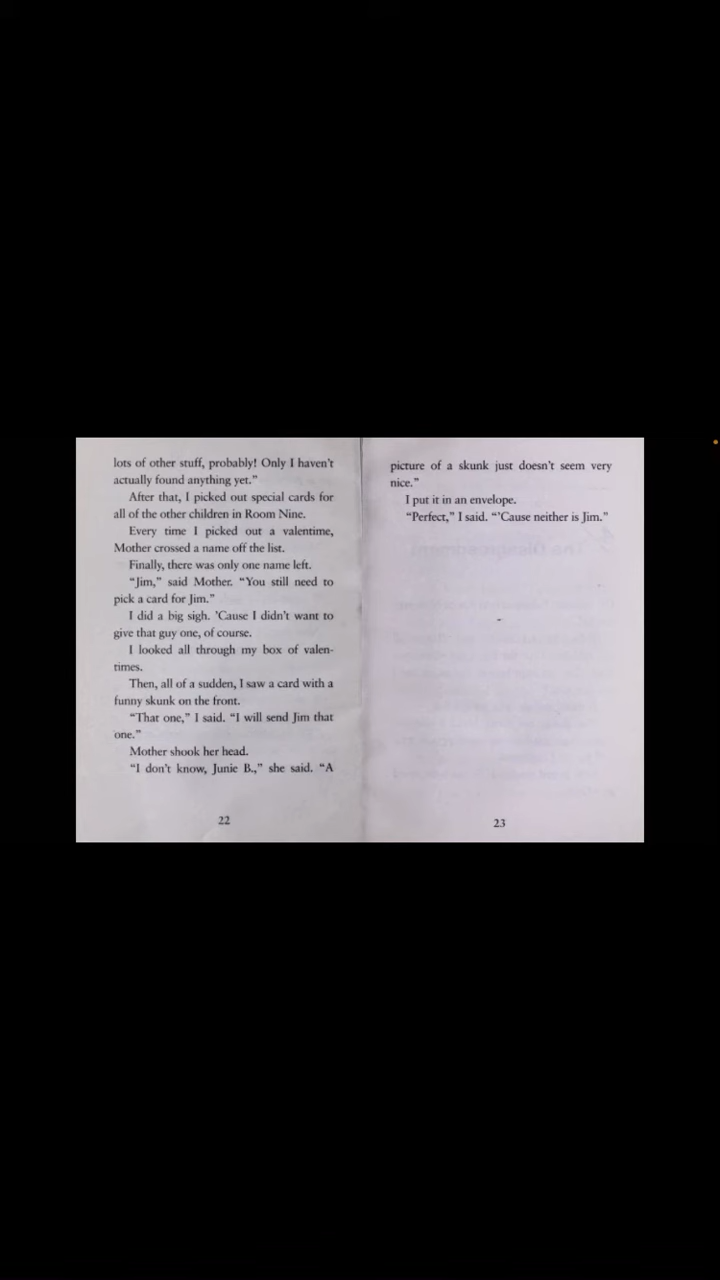 lots of other stuff, probably! Only I haven't
actually found anything yet."
After that, I picked out special cards for
all of the other children in Room Nine.
Every time I picked out a valentime,
Mother crossed a name off the list.
Finally, there was only one name left.
"Jim," said Mother. "You still need to
pick a card for Jim."
I did a big sigh. 'Cause I didn't want to
give that guy one, of course.
I looked all through my box of valen-
times.
Then, all of a sudden, I saw a card with a
funny skunk on the front.
"That one," I said. "I will send Jim that
one."
Mother shook her head.
"I don't know, Junie B.," she said. "A
22
picture of a skunk just doesn't seem very
nice."
I put it in an envelope.
"Perfect," I said. "'Cause neither is Jim."
23